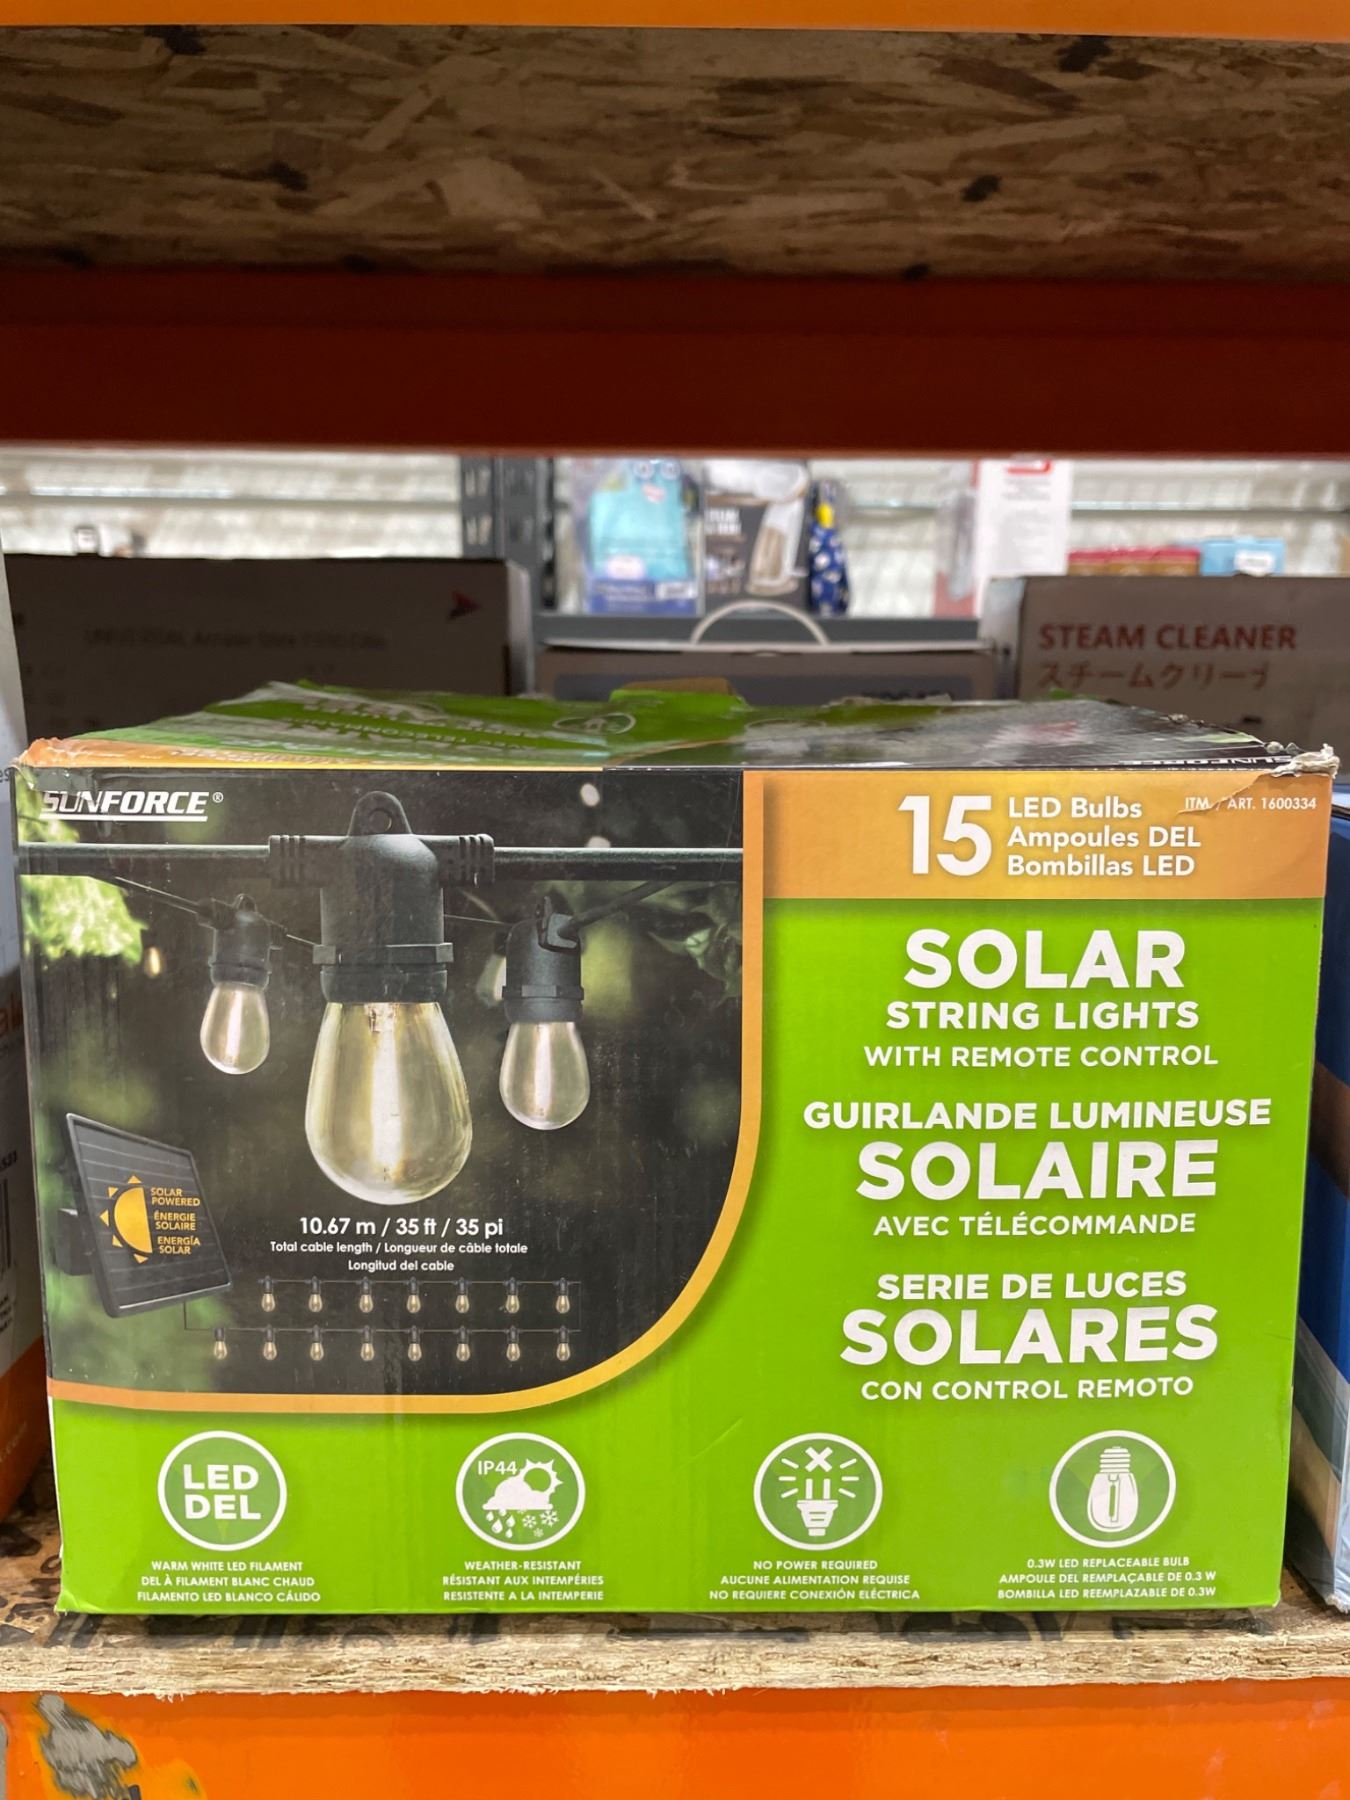 STEAM CLEANER
スチームクリーナ
SUNFORCE®
15
LED Bulbs
Ampoules DEL
Bombillas LED
ITM. / ART. 1600334
SOLAR
STRING LIGHTS
WITH REMOTE CONTROL
GUIRLANDE LUMINEUSE
SOLAIRE
AVEC TÉLÉCOMMANDE
SERIE DE LUCES
SOLARES
CON CONTROL REMOTO
SOLAR
POWERED
ÉNERGIE
SOLAIRE
ENERGÍA
SOLAR
10.67 m / 35 ft / 35 pi
Total cable length / Longueur de câble totale
Longitud del cable
LED
DEL
WARM WHITE LED FILAMENT
DEL À FILAMENT BLANC CHAUD
FILAMENTO LED BLANCO CÁLIDO
IP44
WEATHER-RESISTANT
RÉSISTANT AUX INTEMPÉRIES
RESISTENTE A LA INTEMPERIE
NO POWER REQUIRED
AUCUNE ALIMENTATION REQUISE
NO REQUIERE CONEXIÓN ELÉCTRICA
0.3W LED REPLACEABLE BULB
AMPOULE DEL REMPLAÇABLE DE 0.3 W
BOMBILLA LED REEMPLAZABLE DE 0.3W